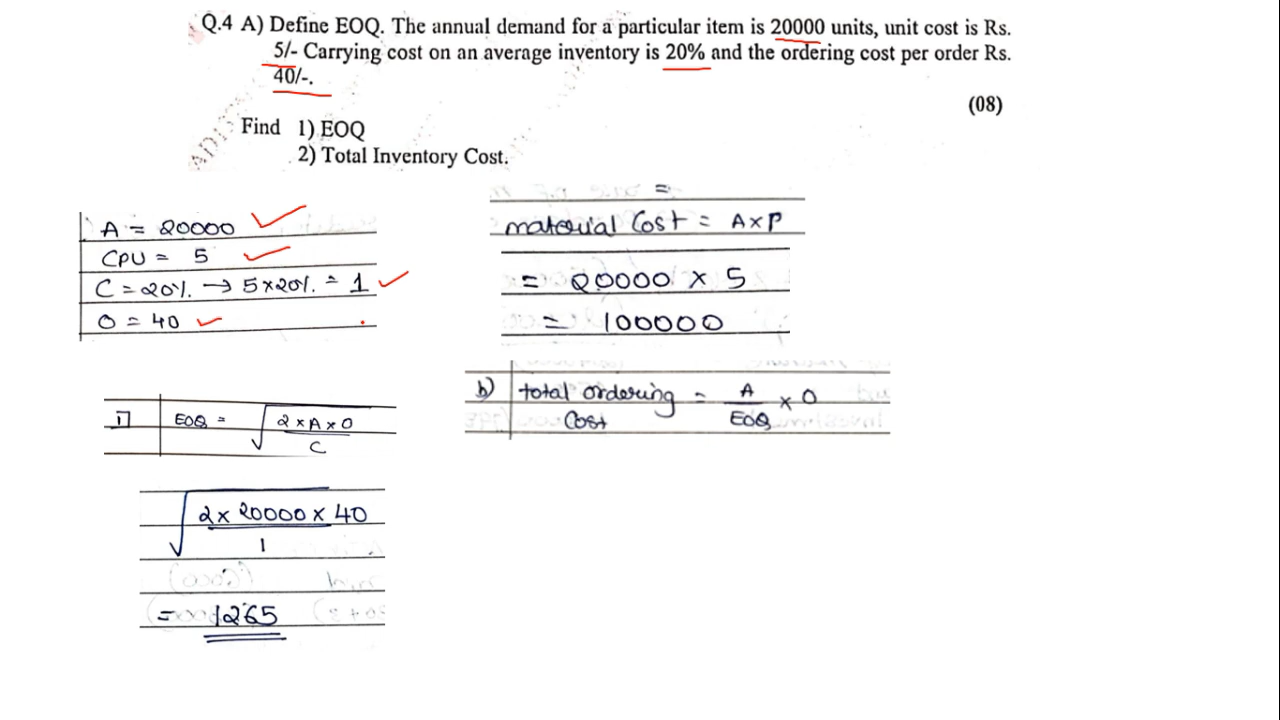 Q.4 A) Define EOQ. The annual demand for a particular item is 20000 units, unit cost is Rs.
5/- Carrying cost on an average inventory is 20% and the ordering cost per order Rs.
40/-.
(08)
Find 1) EOQ
2) Total Inventory Cost.
A = 20000
CPU = 5
C = 20% → 5×20% = 1
O = 40
1] EOQ = √ 2 × A × O
C
√ 2 × 20000 × 40
1
= 1265
=
material Cost = A×P
= 20000 × 5
= 100000
b) total ordering = A × O
Cost EOQ